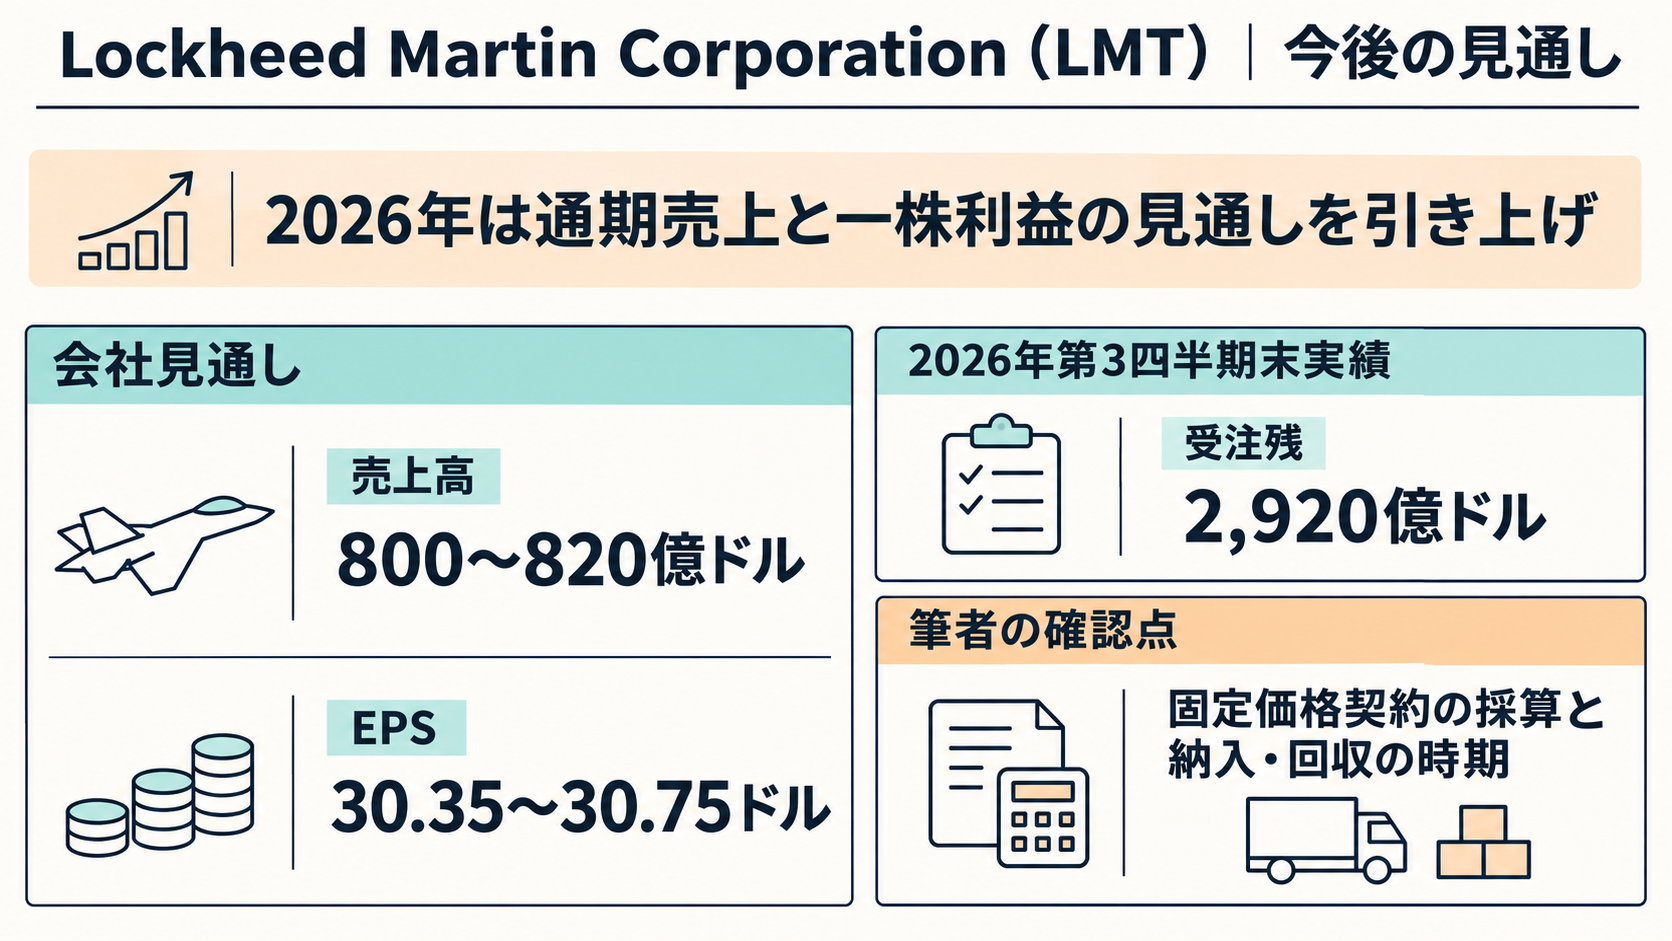 Lockheed Martin Corporation（LMT）｜今後の見通し
2026年は通期売上と一株利益の見通しを引き上げ
会社見通し
売上高
800〜820億ドル
EPS
30.35〜30.75ドル
2026年第3四半期末実績
受注残
2,920億ドル
筆者の確認点
固定価格契約の採算と
納入・回収の時期